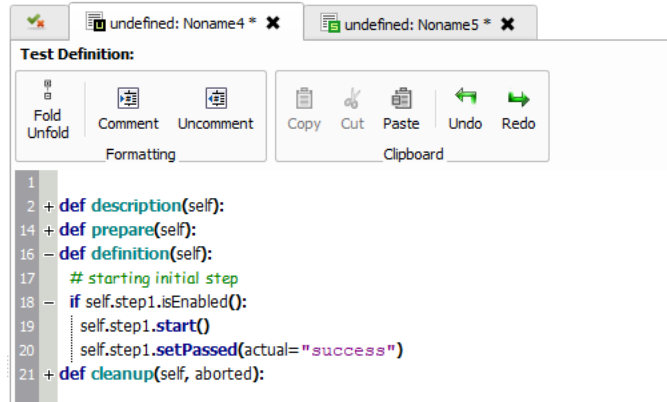 undefined: Noname4 * undefined: Noname5 *
Test Definition:
Fold Unfold Comment Uncomment Copy Cut Paste Undo Redo
Formatting Clipboard
1
2 + def description(self):
14 + def prepare(self):
16 – def definition(self):
17 # starting initial step
18 – if self.step1.isEnabled():
19 self.step1.start()
20 self.step1.setPassed(actual="success")
21 + def cleanup(self, aborted):